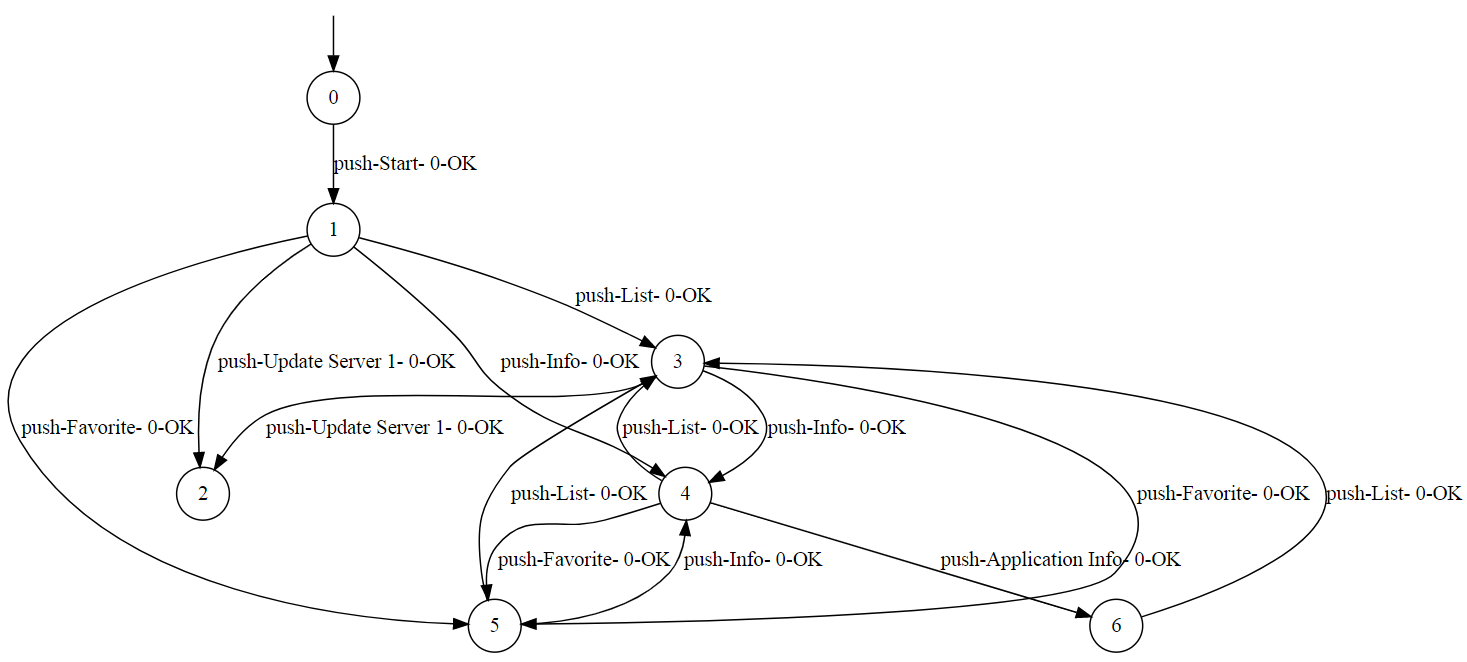 0
push-Start- 0-OK
1
push-List- 0-OK
push-Update Server 1- 0-OK
push-Info- 0-OK
3
push-Favorite- 0-OK
push-Update Server 1- 0-OK
push-List- 0-OK
push-Info- 0-OK
2
push-List- 0-OK
4
push-Favorite- 0-OK
push-List- 0-OK
push-Favorite- 0-OK
push-Info- 0-OK
push-Application Info- 0-OK
5
6